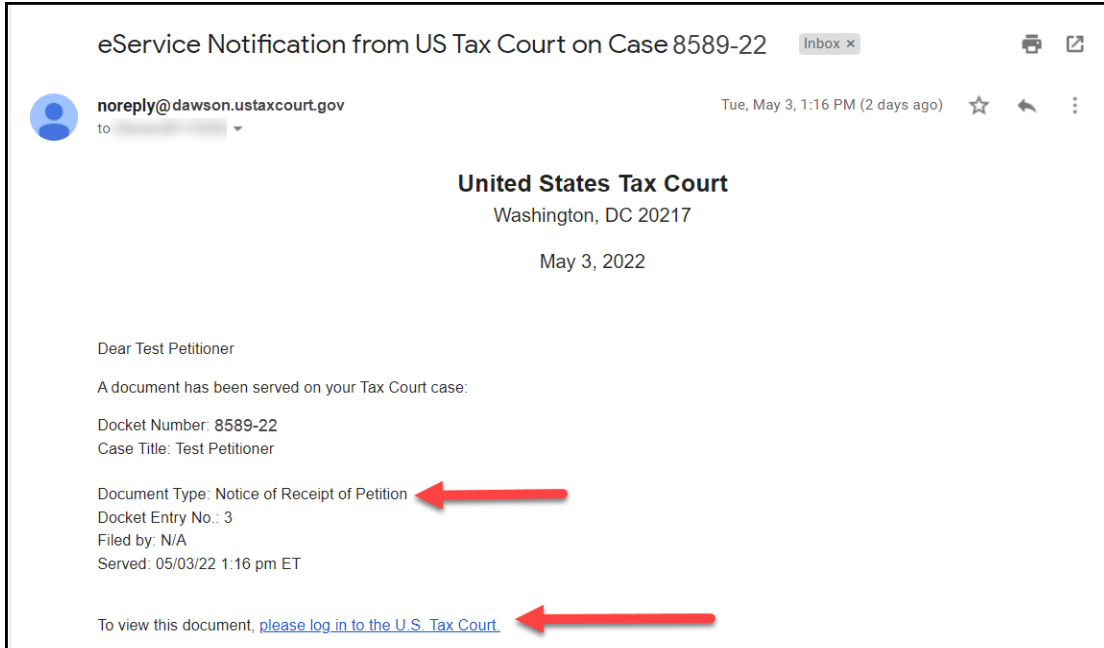 eService Notification from US Tax Court on Case 8589-22 Inbox ×
noreply@dawson.ustaxcourt.gov Tue, May 3, 1:16 PM (2 days ago)
to
United States Tax Court
Washington, DC 20217
May 3, 2022
Dear Test Petitioner
A document has been served on your Tax Court case:
Docket Number: 8589-22
Case Title: Test Petitioner
Document Type: Notice of Receipt of Petition
Docket Entry No.: 3
Filed by: N/A
Served: 05/03/22 1:16 pm ET
To view this document, please log in to the U.S. Tax Court.